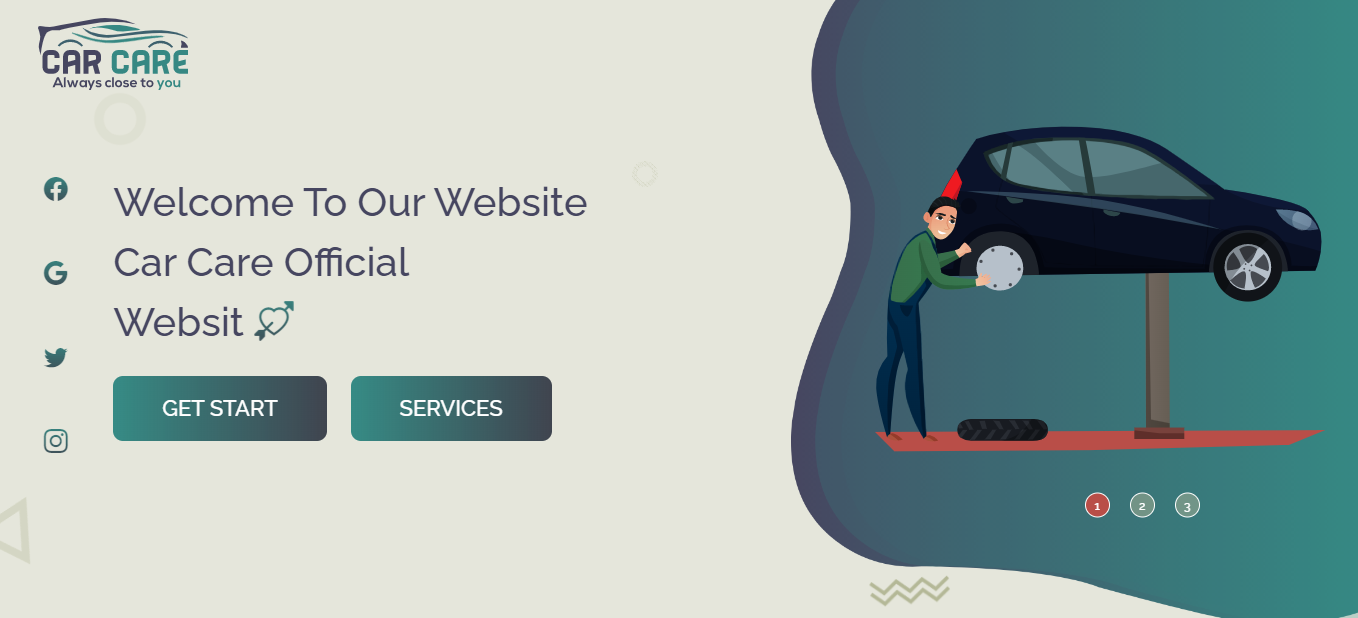 CAR CARE
Always close to you
Welcome To Our Website
Car Care Official
Websit
GET START
SERVICES
1
2
3